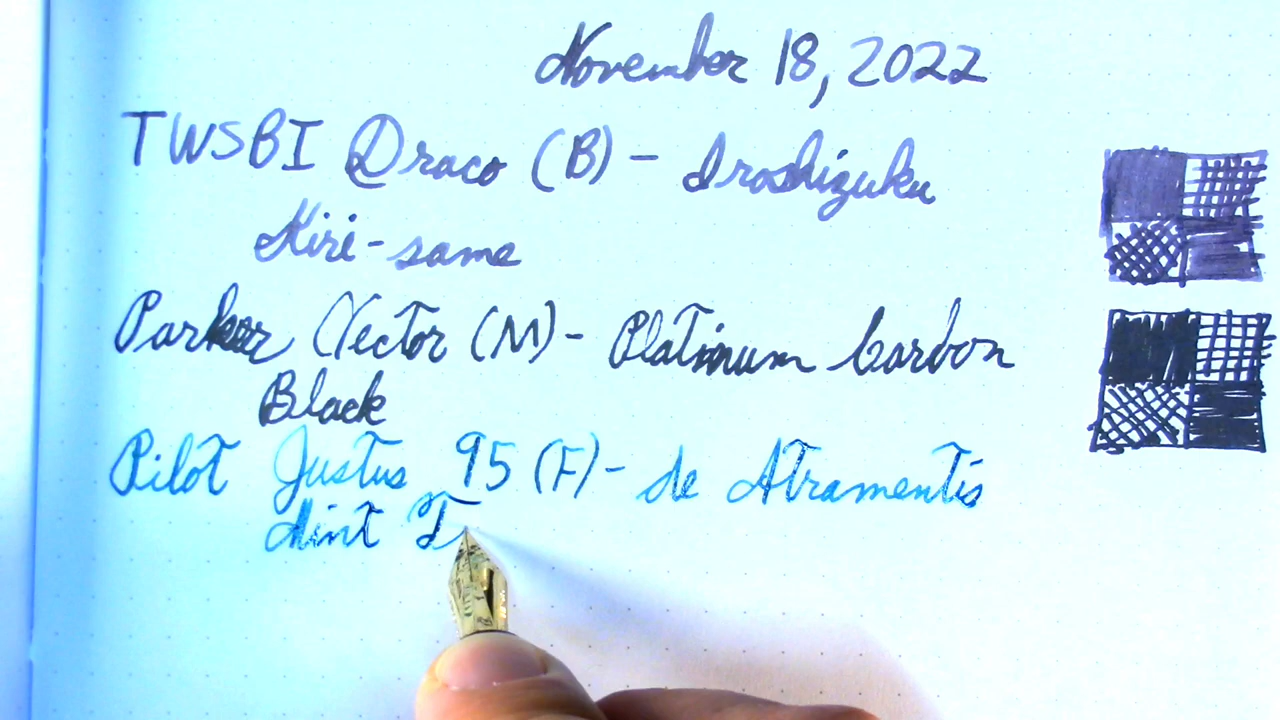 November 18, 2022
TWSBI Draco (B) - Iroshizuku
Kiri-same
Parker Vector (M) - Platinum Carbon
Black
Pilot Justus 95 (F) - de Atramentis
Mint T